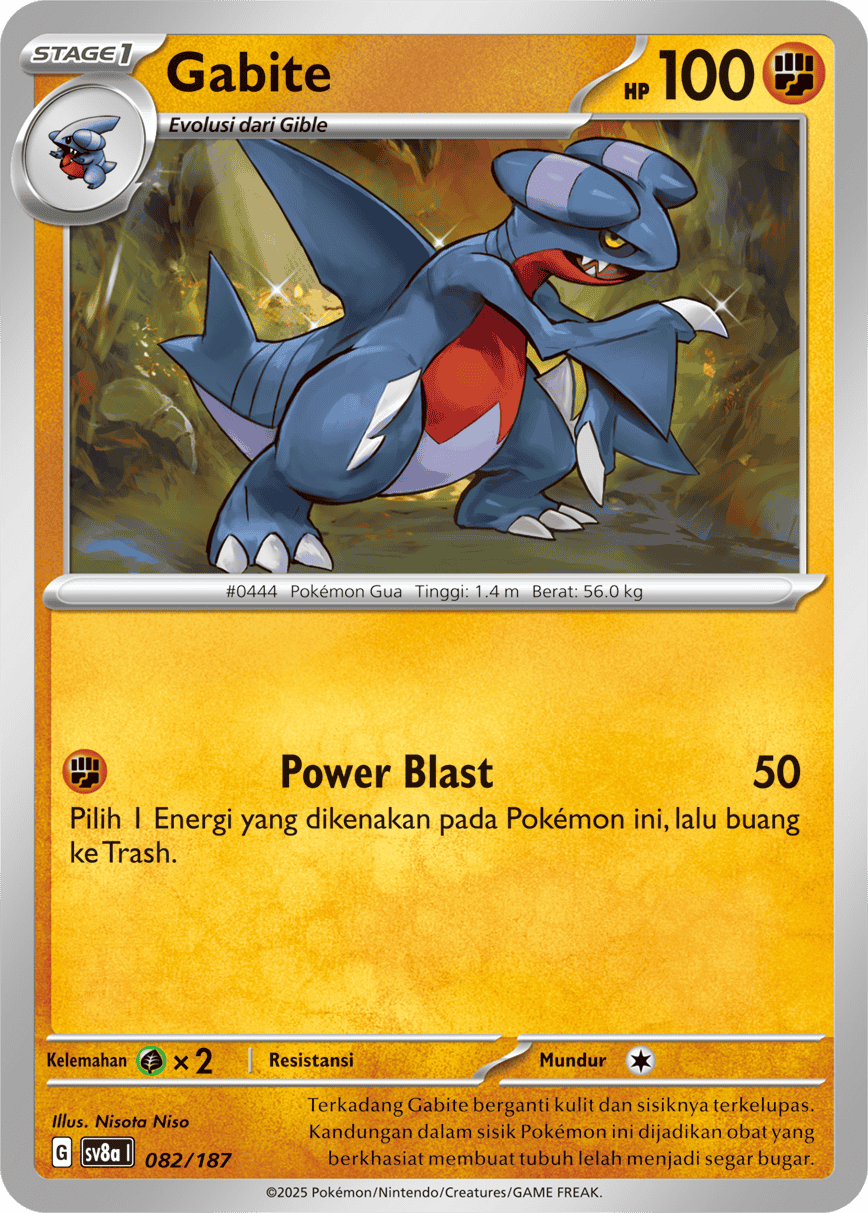 STAGE 1
Gabite
HP 100
Evolusi dari Gible
#0444 Pokémon Gua Tinggi: 1.4 m Berat: 56.0 kg
Power Blast 50
Pilih 1 Energi yang dikenakan pada Pokémon ini, lalu buang
ke Trash.
Kelemahan × 2 Resistansi Mundur
Illus. Nisota Niso
G sv8a I 082/187
Terkadang Gabite berganti kulit dan sisiknya terkelupas.
Kandungan dalam sisik Pokémon ini dijadikan obat yang
berkhasiat membuat tubuh lelah menjadi segar bugar.
©2025 Pokémon/Nintendo/Creatures/GAME FREAK.